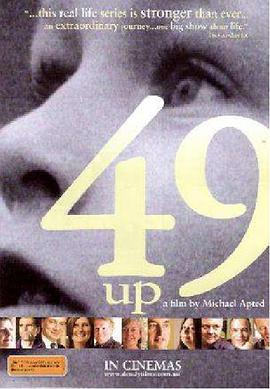 "...this real life series is stronger than ever...
an extraordinary journey...one big show about life."
49
up
a film by Michael Apted
IN CINEMAS